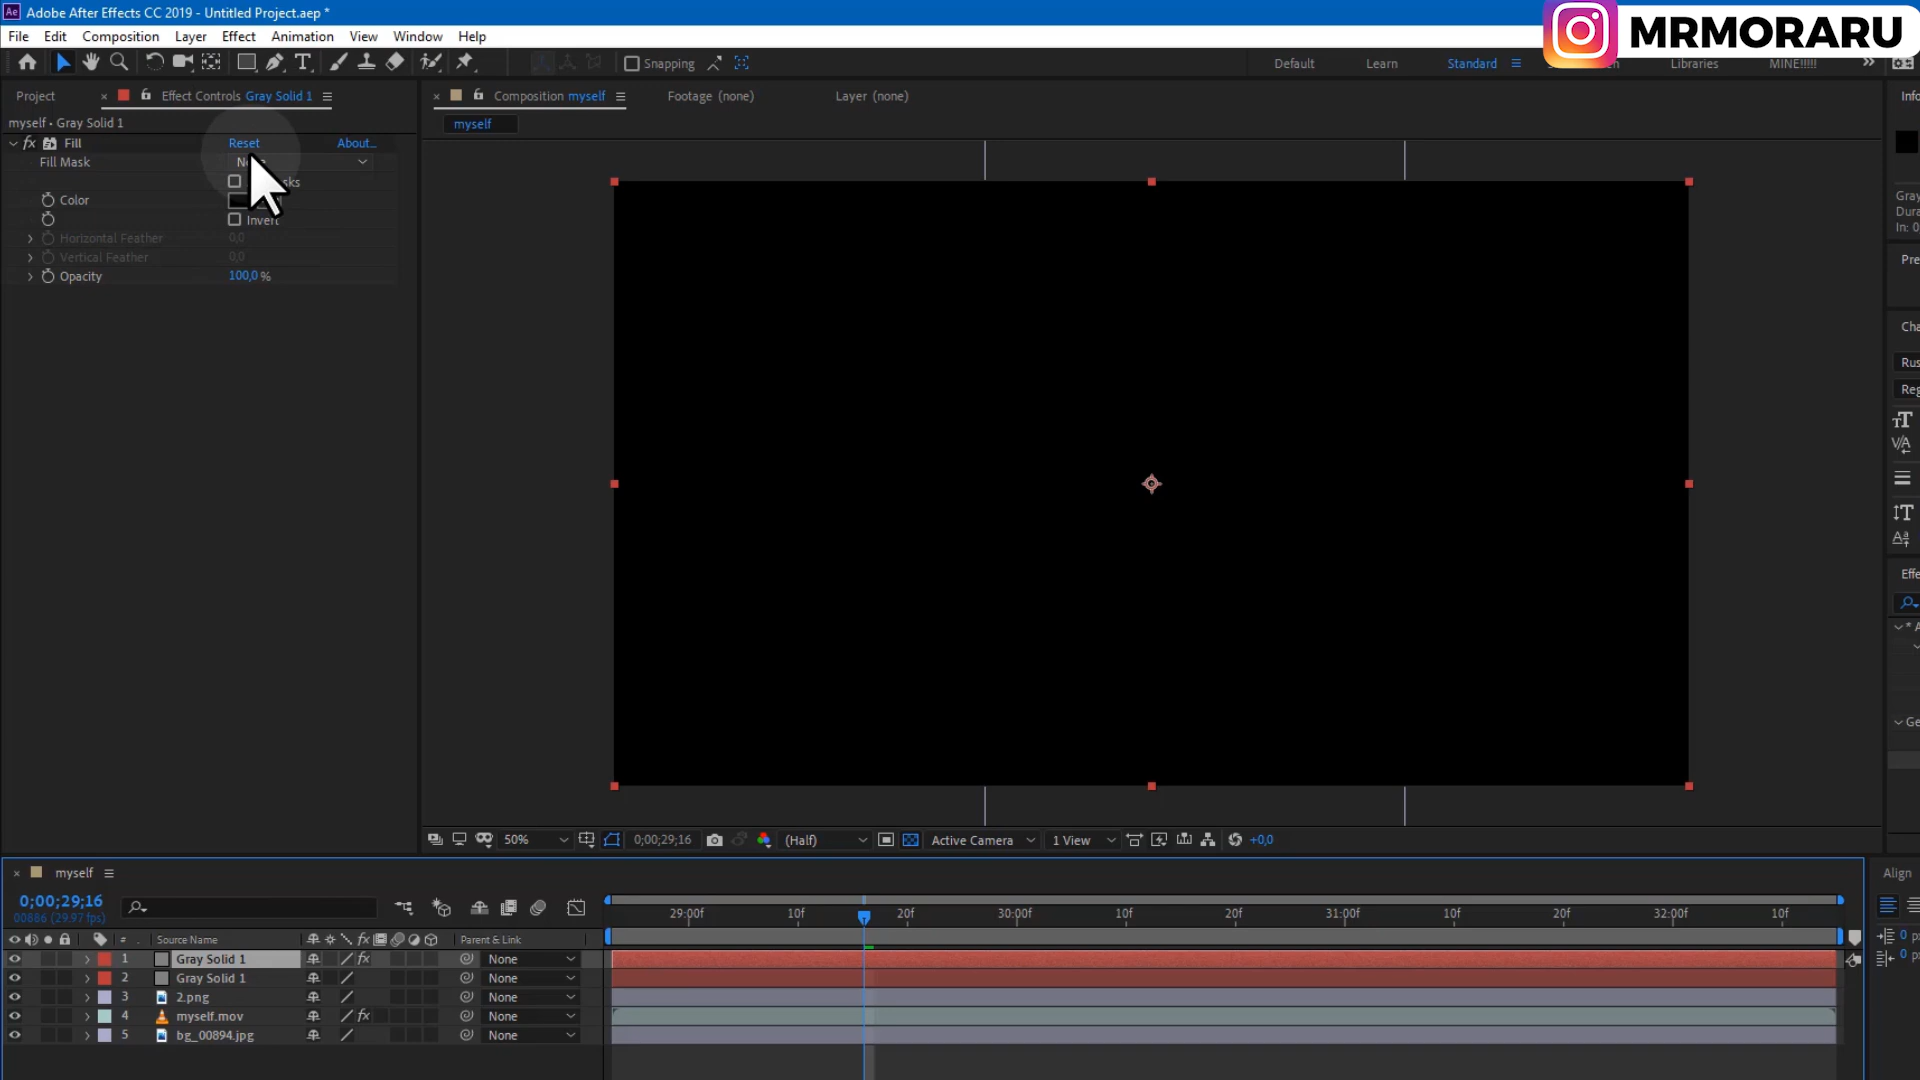 Ae Adobe After Effects CC 2019 - Untitled Project.aep *
MRMORARU
File Edit Composition Layer Effect Animation View Window Help
Snapping
Default Learn Standard Libraries MINE!!!!!
Project Effect Controls Gray Solid 1
Composition myself Footage (none) Layer (none)
Info
myself • Gray Solid 1
myself
fx Fill Reset About...
Fill Mask
Color
Invert
Horizontal Feather 0,0
Vertical Feather 0,0
Opacity 100,0 %
Gray
Dura
In: 0
Pre
Cha
Rus
Reg
Effe
50% 0;00;29;16 (Half) Active Camera 1 View +0,0
myself
Align
0;00;29;16
00886 (29.97 fps)
29:00f 10f 20f 30:00f 10f 20f 31:00f 10f 20f 32:00f 10f
# Source Name fx Parent & Link
1 Gray Solid 1 fx None
2 Gray Solid 1 None
3 2.png None
4 myself.mov fx None
5 bg_00894.jpg None
0 px
0 px